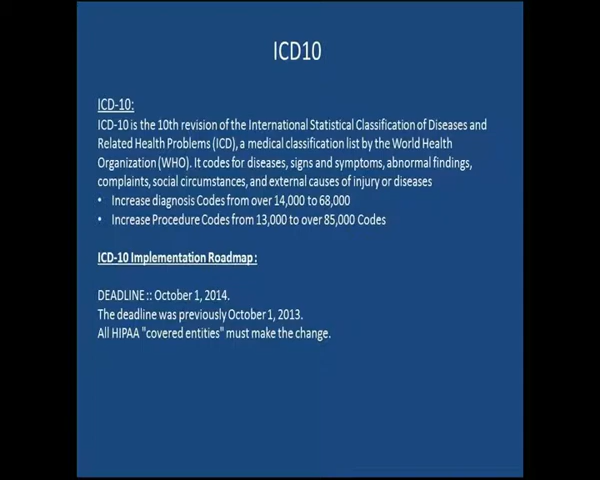 ICD10
ICD-10:
ICD-10 is the 10th revision of the International Statistical Classification of Diseases and
Related Health Problems (ICD), a medical classification list by the World Health
Organization (WHO). It codes for diseases, signs and symptoms, abnormal findings,
complaints, social circumstances, and external causes of injury or diseases
• Increase diagnosis Codes from over 14,000 to 68,000
• Increase Procedure Codes from 13,000 to over 85,000 Codes
ICD-10 Implementation Roadmap :
DEADLINE :: October 1, 2014.
The deadline was previously October 1, 2013.
All HIPAA "covered entities" must make the change.